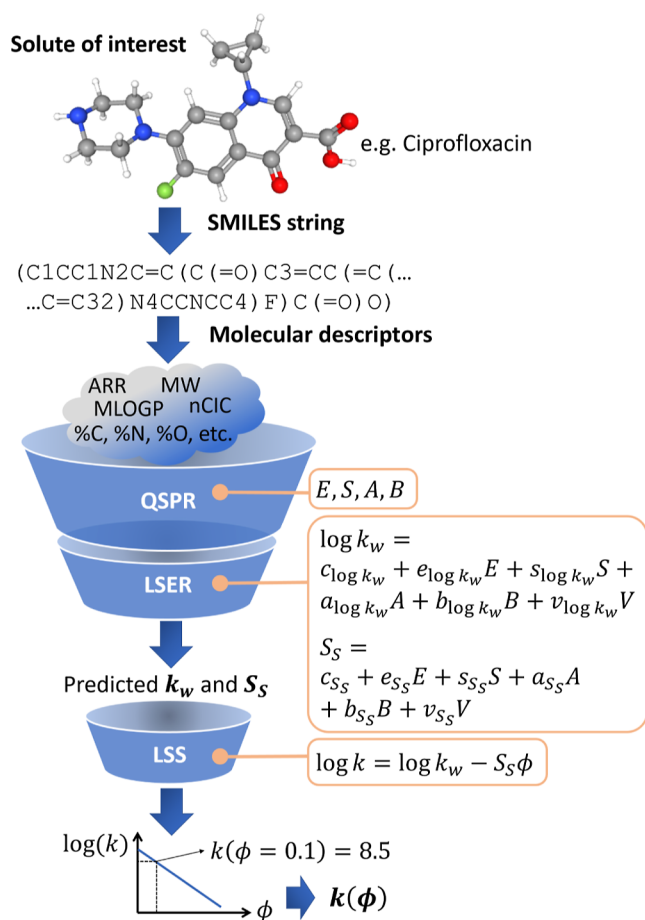 Solute of interest
e.g. Ciprofloxacin
SMILES string
(C1CC1N2C=C(C(=O)C3=CC(=C(…
…C=C32)N4CCNCC4)F)C(=O)O)
Molecular descriptors
ARR MW
MLOGP nCIC
%C, %N, %O, etc.
QSPR
E, S, A, B
LSER
log k_w =
c_{log k_w} + e_{log k_w}E + s_{log k_w}S +
a_{log k_w}A + b_{log k_w}B + v_{log k_w}V
S_S =
c_{S_S} + e_{S_S}E + s_{S_S}S + a_{S_S}A
+ b_{S_S}B + v_{S_S}V
Predicted k_w and S_S
LSS
log k = log k_w − S_Sϕ
log(k)
k(ϕ = 0.1) = 8.5
ϕ
k(ϕ)